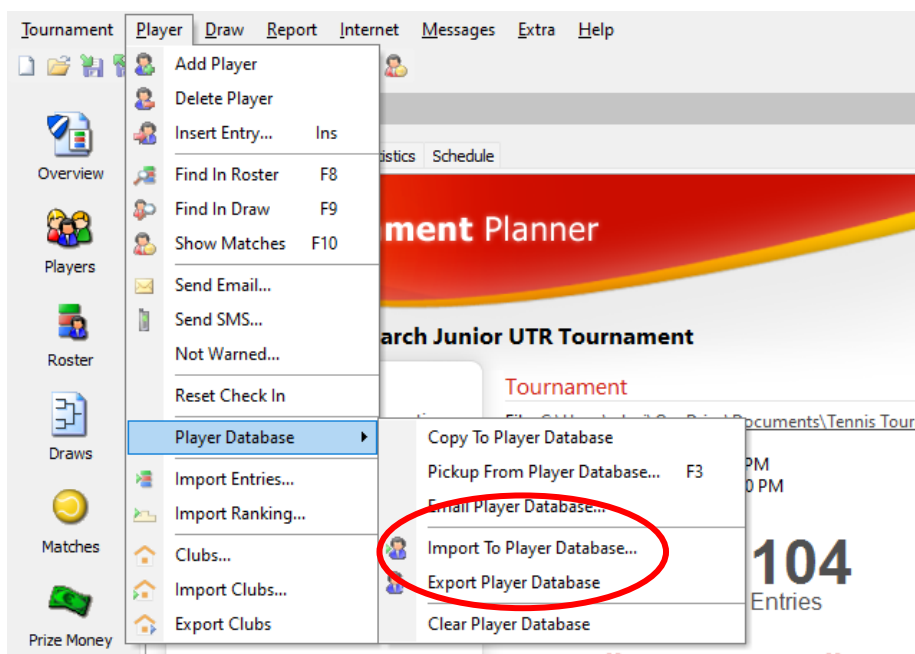 Tournament Player Draw Report Internet Messages Extra Help
Add Player
Delete Player
Insert Entry... Ins
Find In Roster F8
Find In Draw F9
Show Matches F10
Send Email...
Send SMS...
Not Warned...
Reset Check In
Player Database
Import Entries...
Import Ranking...
Clubs...
Import Clubs...
Export Clubs
Copy To Player Database
Pickup From Player Database... F3
Email Player Database...
Import To Player Database...
Export Player Database
Clear Player Database
Overview
Players
Roster
Draws
Matches
Prize Money
istics Schedule
ment Planner
arch Junior UTR Tournament
Tournament
ocuments\Tennis Tour
PM
0 PM
104
Entries